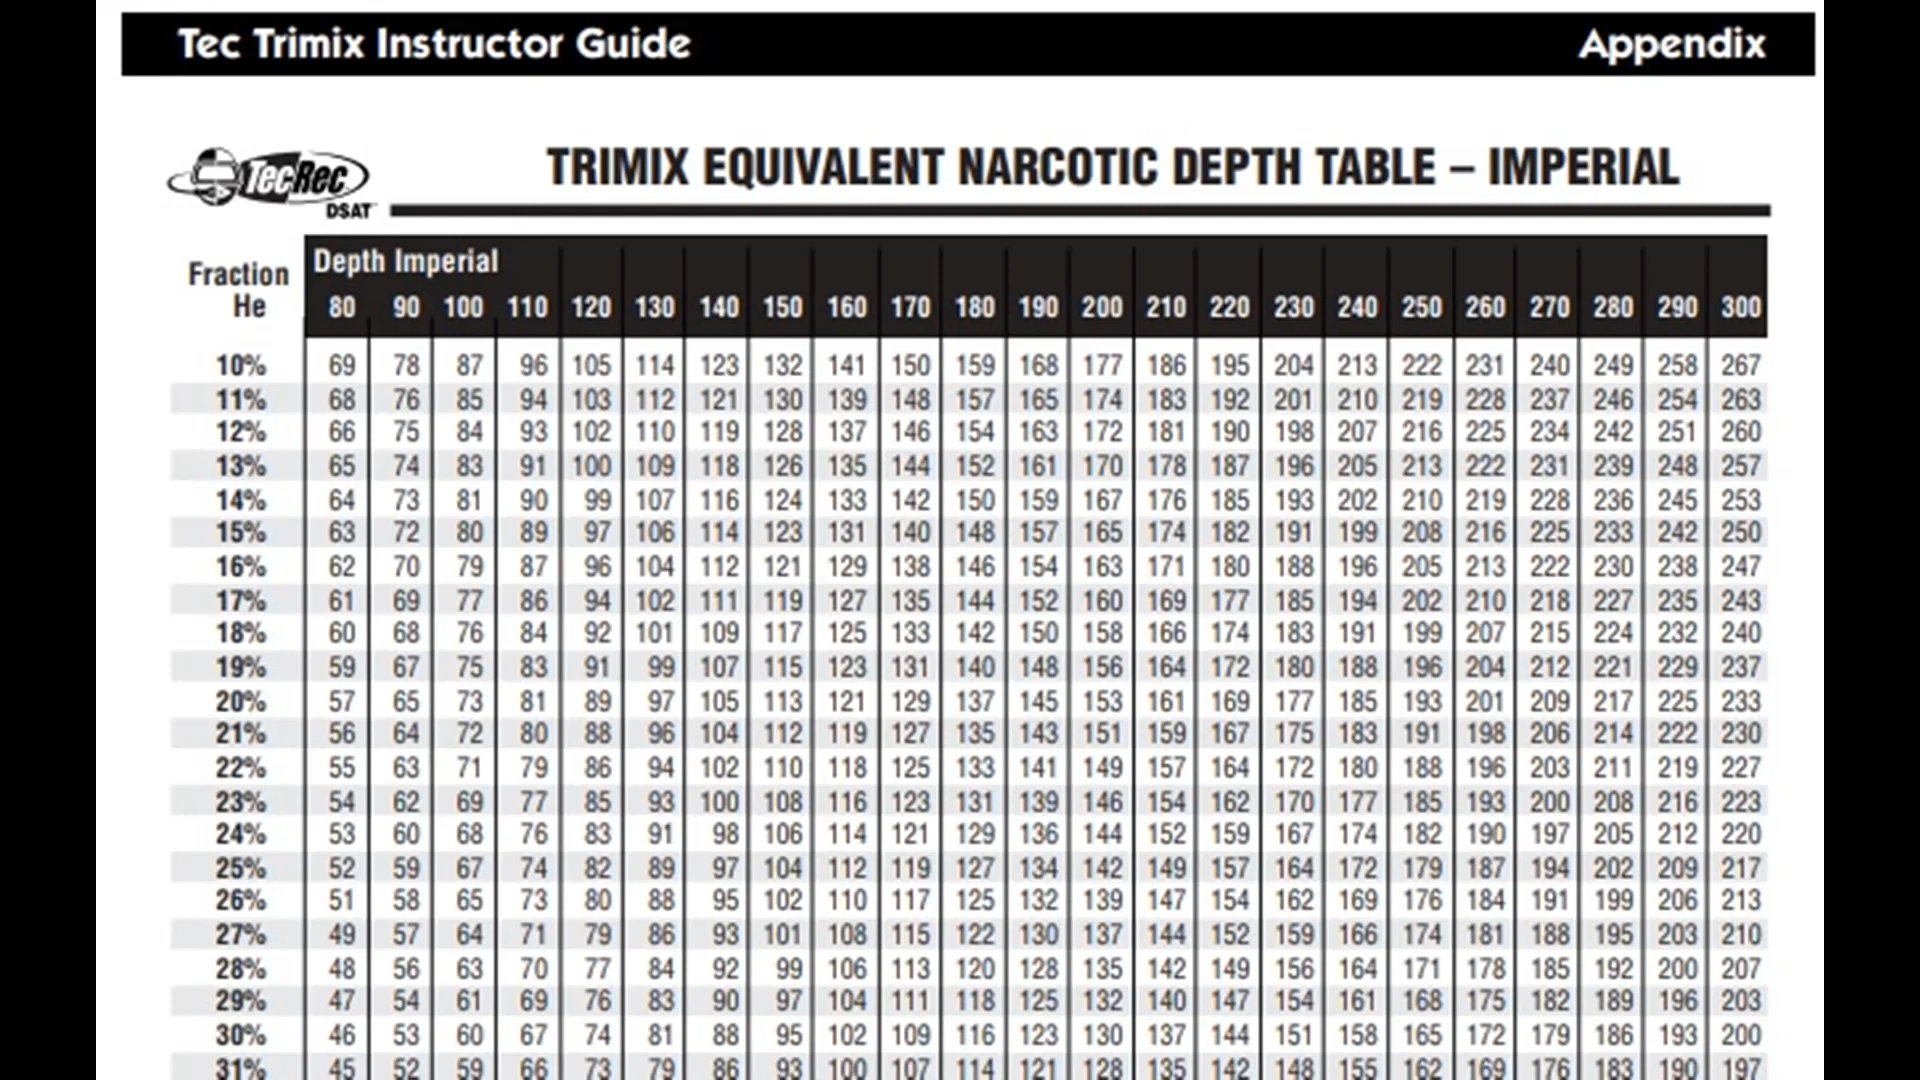 Tec Trimix Instructor Guide Appendix
TecRec
DSAT
TRIMIX EQUIVALENT NARCOTIC DEPTH TABLE – IMPERIAL
Fraction He Depth Imperial
80 90 100 110 120 130 140 150 160 170 180 190 200 210 220 230 240 250 260 270 280 290 300
10% 69 78 87 96 105 114 123 132 141 150 159 168 177 186 195 204 213 222 231 240 249 258 267
11% 68 76 85 94 103 112 121 130 139 148 157 165 174 183 192 201 210 219 228 237 246 254 263
12% 66 75 84 93 102 110 119 128 137 146 154 163 172 181 190 198 207 216 225 234 242 251 260
13% 65 74 83 91 100 109 118 126 135 144 152 161 170 178 187 196 205 213 222 231 239 248 257
14% 64 73 81 90 99 107 116 124 133 142 150 159 167 176 185 193 202 210 219 228 236 245 253
15% 63 72 80 89 97 106 114 123 131 140 148 157 165 174 182 191 199 208 216 225 233 242 250
16% 62 70 79 87 96 104 112 121 129 138 146 154 163 171 180 188 196 205 213 222 230 238 247
17% 61 69 77 86 94 102 111 119 127 135 144 152 160 169 177 185 194 202 210 218 227 235 243
18% 60 68 76 84 92 101 109 117 125 133 142 150 158 166 174 183 191 199 207 215 224 232 240
19% 59 67 75 83 91 99 107 115 123 131 140 148 156 164 172 180 188 196 204 212 221 229 237
20% 57 65 73 81 89 97 105 113 121 129 137 145 153 161 169 177 185 193 201 209 217 225 233
21% 56 64 72 80 88 96 104 112 119 127 135 143 151 159 167 175 183 191 198 206 214 222 230
22% 55 63 71 79 86 94 102 110 118 125 133 141 149 157 164 172 180 188 196 203 211 219 227
23% 54 62 69 77 85 93 100 108 116 123 131 139 146 154 162 170 177 185 193 200 208 216 223
24% 53 60 68 76 83 91 98 106 114 121 129 136 144 152 159 167 174 182 190 197 205 212 220
25% 52 59 67 74 82 89 97 104 112 119 127 134 142 149 157 164 172 179 187 194 202 209 217
26% 51 58 65 73 80 88 95 102 110 117 125 132 139 147 154 162 169 176 184 191 199 206 213
27% 49 57 64 71 79 86 93 101 108 115 122 130 137 144 152 159 166 174 181 188 195 203 210
28% 48 56 63 70 77 84 92 99 106 113 120 128 135 142 149 156 164 171 178 185 192 200 207
29% 47 54 61 69 76 83 90 97 104 111 118 125 132 140 147 154 161 168 175 182 189 196 203
30% 46 53 60 67 74 81 88 95 102 109 116 123 130 137 144 151 158 165 172 179 186 193 200
31% 45 52 59 66 73 79 86 93 100 107 114 121 128 135 142 148 155 162 169 176 183 190 197